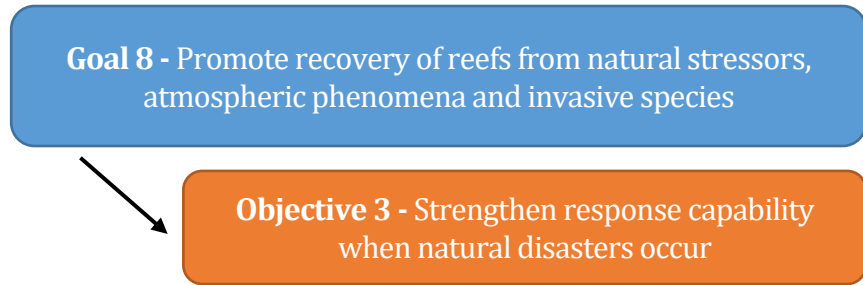 Goal 8 - Promote recovery of reefs from natural stressors,
atmospheric phenomena and invasive species
Objective 3 - Strengthen response capability
when natural disasters occur